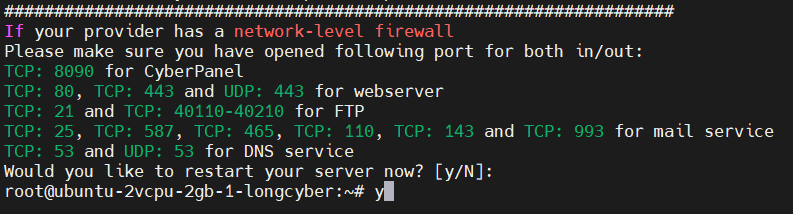 ######################################################################
If your provider has a network-level firewall
Please make sure you have opened following port for both in/out:
TCP: 8090 for CyberPanel
TCP: 80, TCP: 443 and UDP: 443 for webserver
TCP: 21 and TCP: 40110-40210 for FTP
TCP: 25, TCP: 587, TCP: 465, TCP: 110, TCP: 143 and TCP: 993 for mail service
TCP: 53 and UDP: 53 for DNS service
Would you like to restart your server now? [y/N]:
root@ubuntu-2vcpu-2gb-1-longcyber:~# y